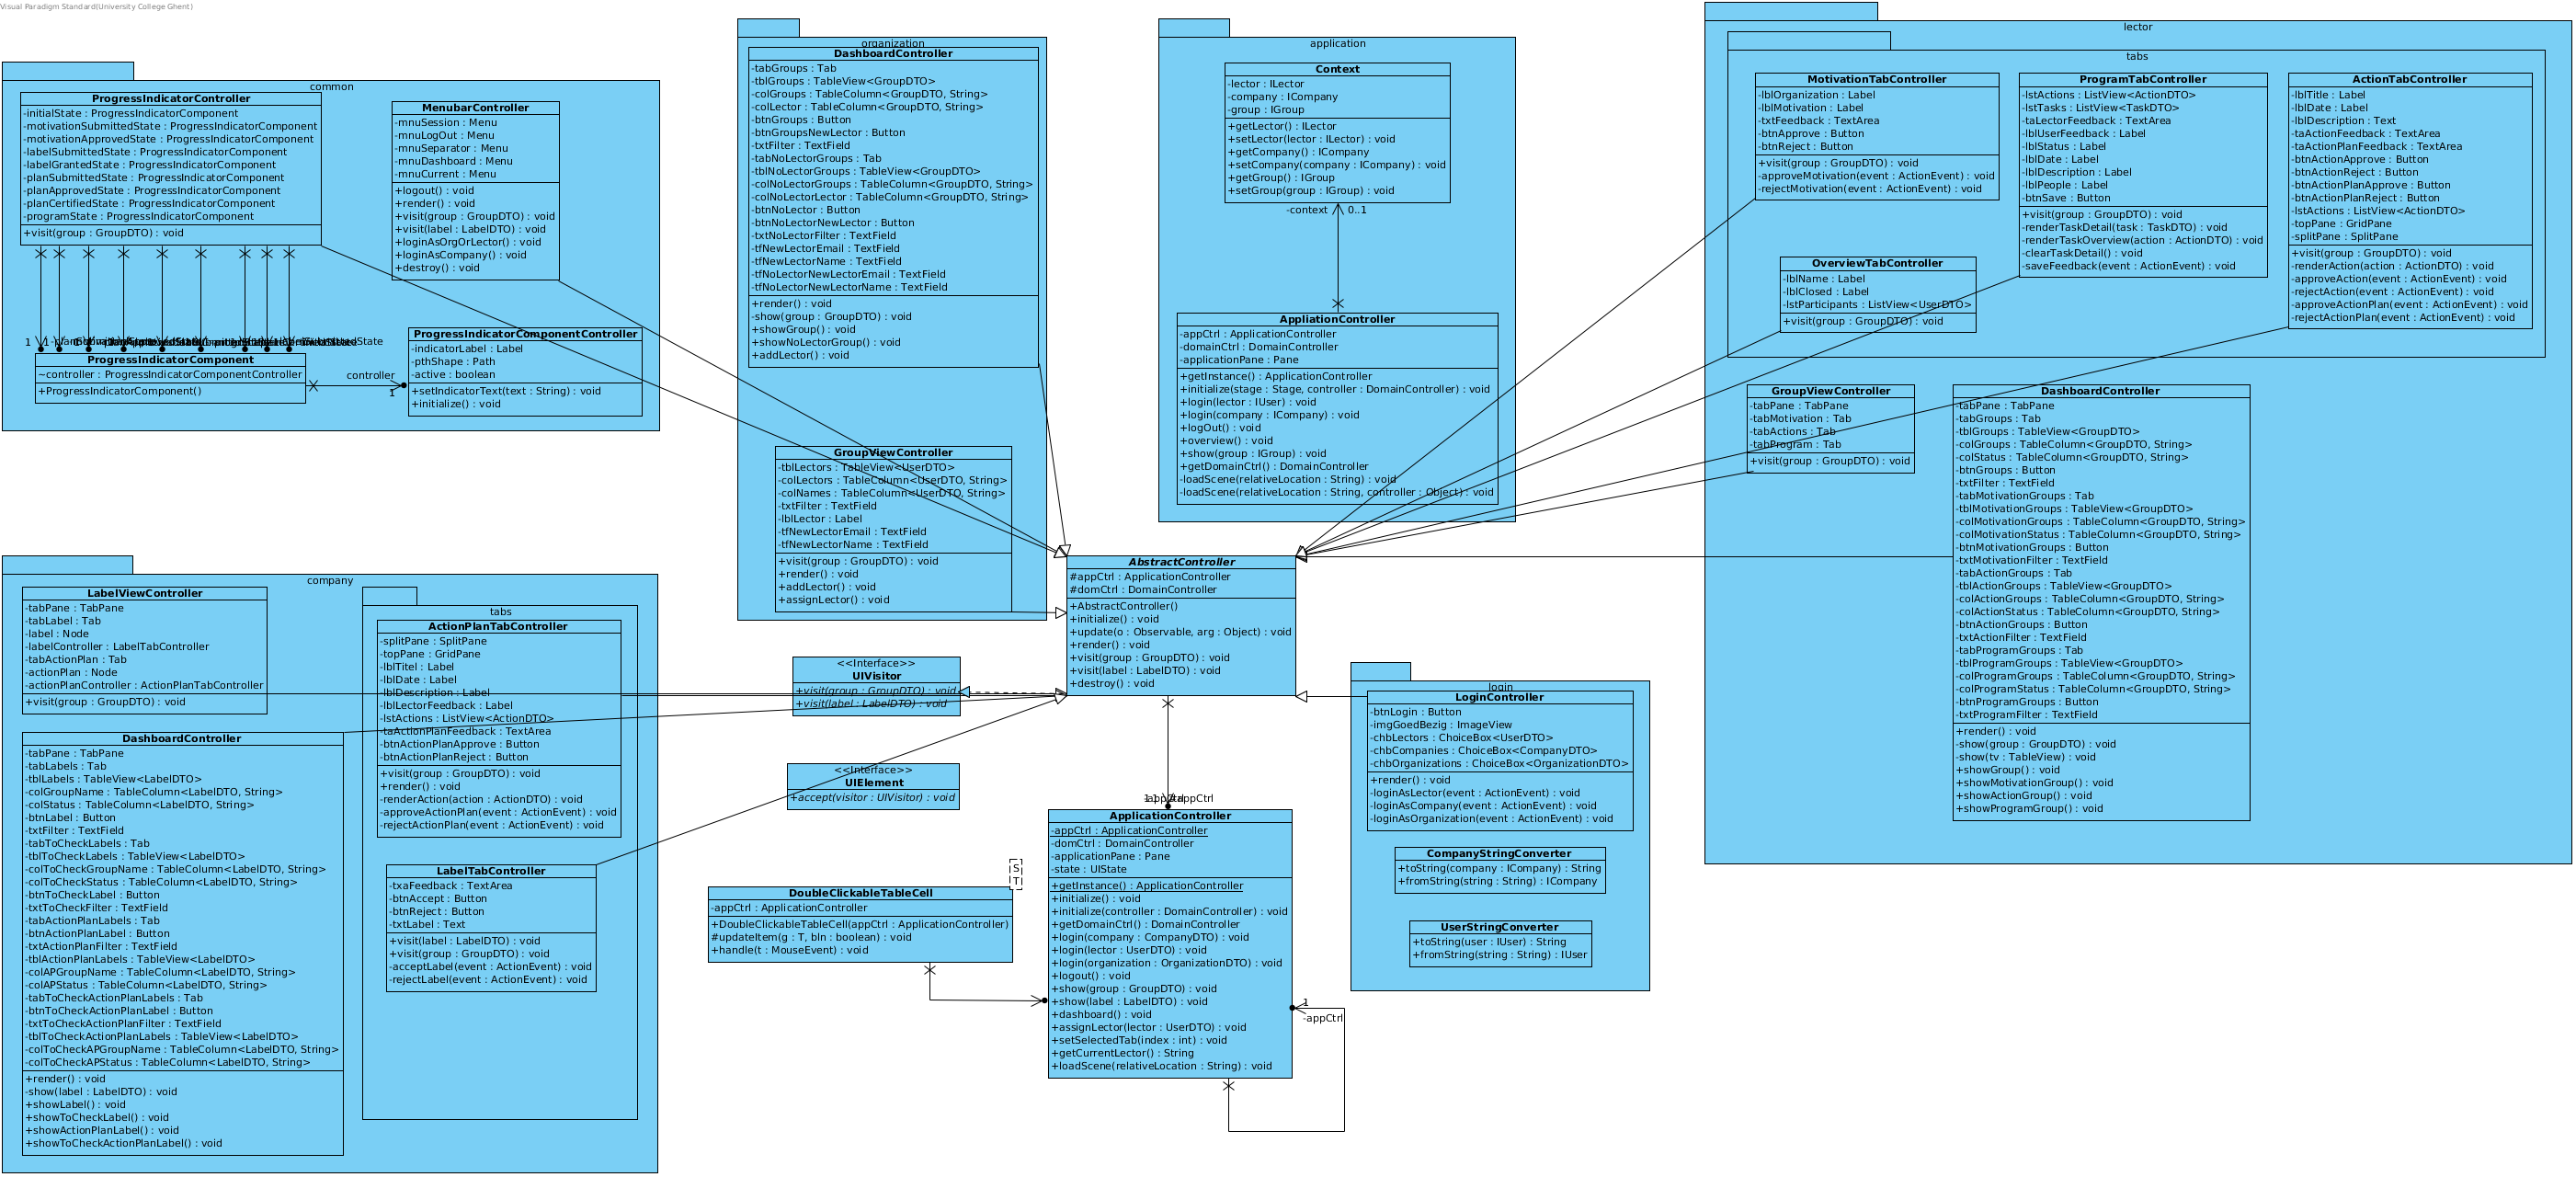 Visual Paradigm Standard(University College Ghent)
common
ProgressIndicatorController
-initialState : ProgressIndicatorComponent
-motivationSubmittedState : ProgressIndicatorComponent
-motivationApprovedState : ProgressIndicatorComponent
-labelSubmittedState : ProgressIndicatorComponent
-labelGrantedState : ProgressIndicatorComponent
-planSubmittedState : ProgressIndicatorComponent
-planApprovedState : ProgressIndicatorComponent
-planCertifiedState : ProgressIndicatorComponent
-programState : ProgressIndicatorComponent
+visit(group : GroupDTO) : void
MenubarController
-mnuSession : Menu
-mnuLogOut : Menu
-mnuSeparator : Menu
-mnuDashboard : Menu
-mnuCurrent : Menu
+logout() : void
+render() : void
+visit(group : GroupDTO) : void
+visit(label : LabelDTO) : void
+loginAsOrgOrLector() : void
+loginAsCompany() : void
+destroy() : void
1
ProgressIndicatorComponent
~controller : ProgressIndicatorComponentController
+ProgressIndicatorComponent()
controller
1
ProgressIndicatorComponentController
-indicatorLabel : Label
-pthShape : Path
-active : boolean
+setIndicatorText(text : String) : void
+initialize() : void
organization
DashboardController
-tabGroups : Tab
-tblGroups : TableView<GroupDTO>
-colGroups : TableColumn<GroupDTO, String>
-colLector : TableColumn<GroupDTO, String>
-btnGroups : Button
-btnGroupsNewLector : Button
-txtFilter : TextField
-tabNoLectorGroups : Tab
-tblNoLectorGroups : TableView<GroupDTO>
-colNoLectorGroups : TableColumn<GroupDTO, String>
-colNoLectorLector : TableColumn<GroupDTO, String>
-btnNoLector : Button
-btnNoLectorNewLector : Button
-txtNoLectorFilter : TextField
-tfNewLectorEmail : TextField
-tfNewLectorName : TextField
-tfNoLectorNewLectorEmail : TextField
-tfNoLectorNewLectorName : TextField
+render() : void
-show(group : GroupDTO) : void
+showGroup() : void
+showNoLectorGroup() : void
+addLector() : void
GroupViewController
-tblLectors : TableView<UserDTO>
-colLectors : TableColumn<UserDTO, String>
-colNames : TableColumn<UserDTO, String>
-txtFilter : TextField
-lblLector : Label
-tfNewLectorEmail : TextField
-tfNewLectorName : TextField
+visit(group : GroupDTO) : void
+render() : void
+addLector() : void
+assignLector() : void
application
Context
-lector : ILector
-company : ICompany
-group : IGroup
+getLector() : ILector
+setLector(lector : ILector) : void
+getCompany() : ICompany
+setCompany(company : ICompany) : void
+getGroup() : IGroup
+setGroup(group : IGroup) : void
-context
0..1
AppliationController
-appCtrl : ApplicationController
-domainCtrl : DomainController
-applicationPane : Pane
+getInstance() : ApplicationController
+initialize(stage : Stage, controller : DomainController) : void
+login(lector : IUser) : void
+login(company : ICompany) : void
+logOut() : void
+overview() : void
+show(group : IGroup) : void
+getDomainCtrl() : DomainController
-loadScene(relativeLocation : String) : void
-loadScene(relativeLocation : String, controller : Object) : void
lector
tabs
MotivationTabController
-lblOrganization : Label
-lblMotivation : Label
-txtFeedback : TextArea
-btnApprove : Button
-btnReject : Button
+visit(group : GroupDTO) : void
-approveMotivation(event : ActionEvent) : void
-rejectMotivation(event : ActionEvent) : void
ProgramTabController
-lstActions : ListView<ActionDTO>
-lstTasks : ListView<TaskDTO>
-taLectorFeedback : TextArea
-lblUserFeedback : Label
-lblStatus : Label
-lblDate : Label
-lblDescription : Label
-lblPeople : Label
-btnSave : Button
+visit(group : GroupDTO) : void
-renderTaskDetail(task : TaskDTO) : void
-renderTaskOverview(action : ActionDTO) : void
-clearTaskDetail() : void
-saveFeedback(event : ActionEvent) : void
ActionTabController
-lblTitle : Label
-lblDate : Label
-lblDescription : Text
-taActionFeedback : TextArea
-taActionPlanFeedback : TextArea
-btnActionApprove : Button
-btnActionReject : Button
-btnActionPlanApprove : Button
-btnActionPlanReject : Button
-lstActions : ListView<ActionDTO>
-topPane : GridPane
-splitPane : SplitPane
+visit(group : GroupDTO) : void
-renderAction(action : ActionDTO) : void
-approveAction(event : ActionEvent) : void
-rejectAction(event : ActionEvent) : void
-approveActionPlan(event : ActionEvent) : void
-rejectActionPlan(event : ActionEvent) : void
OverviewTabController
-lblName : Label
-lblClosed : Label
-lstParticipants : ListView<UserDTO>
+visit(group : GroupDTO) : void
GroupViewController
-tabPane : TabPane
-tabMotivation : Tab
-tabActions : Tab
-tabProgram : Tab
+visit(group : GroupDTO) : void
DashboardController
-tabPane : TabPane
-tabGroups : Tab
-tblGroups : TableView<GroupDTO>
-colGroups : TableColumn<GroupDTO, String>
-colStatus : TableColumn<GroupDTO, String>
-btnGroups : Button
-txtFilter : TextField
-tabMotivationGroups : Tab
-tblMotivationGroups : TableView<GroupDTO>
-colMotivationGroups : TableColumn<GroupDTO, String>
-colMotivationStatus : TableColumn<GroupDTO, String>
-btnMotivationGroups : Button
-txtMotivationFilter : TextField
-tabActionGroups : Tab
-tblActionGroups : TableView<GroupDTO>
-colActionGroups : TableColumn<GroupDTO, String>
-colActionStatus : TableColumn<GroupDTO, String>
-btnActionGroups : Button
-txtActionFilter : TextField
-tabProgramGroups : Tab
-tblProgramGroups : TableView<GroupDTO>
-colProgramGroups : TableColumn<GroupDTO, String>
-colProgramStatus : TableColumn<GroupDTO, String>
-btnProgramGroups : Button
-txtProgramFilter : TextField
+render() : void
-show(group : GroupDTO) : void
-show(tv : TableView) : void
+showGroup() : void
+showMotivationGroup() : void
+showActionGroup() : void
+showProgramGroup() : void
company
LabelViewController
-tabPane : TabPane
-tabLabel : Tab
-label : Node
-labelController : LabelTabController
-tabActionPlan : Tab
-actionPlan : Node
-actionPlanController : ActionPlanTabController
+visit(group : GroupDTO) : void
DashboardController
-tabPane : TabPane
-tabLabels : Tab
-tblLabels : TableView<LabelDTO>
-colGroupName : TableColumn<LabelDTO, String>
-colStatus : TableColumn<LabelDTO, String>
-btnLabel : Button
-txtFilter : TextField
-tabToCheckLabels : Tab
-tblToCheckLabels : TableView<LabelDTO>
-colToCheckGroupName : TableColumn<LabelDTO, String>
-colToCheckStatus : TableColumn<LabelDTO, String>
-btnToCheckLabel : Button
-txtToCheckFilter : TextField
-tabActionPlanLabels : Tab
-btnActionPlanLabel : Button
-txtActionPlanFilter : TextField
-tblActionPlanLabels : TableView<LabelDTO>
-colAPGroupName : TableColumn<LabelDTO, String>
-colAPStatus : TableColumn<LabelDTO, String>
-tabToCheckActionPlanLabels : Tab
-btnToCheckActionPlanLabel : Button
-txtToCheckActionPlanFilter : TextField
-tblToCheckActionPlanLabels : TableView<LabelDTO>
-colToCheckAPGroupName : TableColumn<LabelDTO, String>
-colToCheckAPStatus : TableColumn<LabelDTO, String>
+render() : void
-show(label : LabelDTO) : void
+showLabel() : void
+showToCheckLabel() : void
+showActionPlanLabel() : void
+showToCheckActionPlanLabel() : void
tabs
ActionPlanTabController
-splitPane : SplitPane
-topPane : GridPane
-lblTitel : Label
-lblDate : Label
-lblDescription : Label
-lblLectorFeedback : Label
-lstActions : ListView<ActionDTO>
-taActionPlanFeedback : TextArea
-btnActionPlanApprove : Button
-btnActionPlanReject : Button
+visit(group : GroupDTO) : void
+render() : void
-renderAction(action : ActionDTO) : void
-approveActionPlan(event : ActionEvent) : void
-rejectActionPlan(event : ActionEvent) : void
LabelTabController
-txaFeedback : TextArea
-btnAccept : Button
-btnReject : Button
-txtLabel : Text
+visit(label : LabelDTO) : void
+visit(group : GroupDTO) : void
-acceptLabel(event : ActionEvent) : void
-rejectLabel(event : ActionEvent) : void
<<Interface>>
UIVisitor
+visit(group : GroupDTO) : void
+visit(label : LabelDTO) : void
<<Interface>>
UIElement
+accept(visitor : UIVisitor) : void
AbstractController
#appCtrl : ApplicationController
#domCtrl : DomainController
+AbstractController()
+initialize() : void
+update(o : Observable, arg : Object) : void
+render() : void
+visit(group : GroupDTO) : void
+visit(label : LabelDTO) : void
+destroy() : void
S
T
DoubleClickableTableCell
-appCtrl : ApplicationController
+DoubleClickableTableCell(appCtrl : ApplicationController)
#updateItem(g : T, bln : boolean) : void
+handle(t : MouseEvent) : void
ApplicationController
-appCtrl : ApplicationController
-domCtrl : DomainController
-applicationPane : Pane
-state : UIState
+getInstance() : ApplicationController
+initialize() : void
+initialize(controller : DomainController) : void
+getDomainCtrl() : DomainController
+login(company : CompanyDTO) : void
+login(lector : UserDTO) : void
+login(organization : OrganizationDTO) : void
+logout() : void
+show(group : GroupDTO) : void
+show(label : LabelDTO) : void
+dashboard() : void
+assignLector(lector : UserDTO) : void
+setSelectedTab(index : int) : void
+getCurrentLector() : String
+loadScene(relativeLocation : String) : void
1
-appCtrl
login
LoginController
-btnLogin : Button
-imgGoedBezig : ImageView
-chbLectors : ChoiceBox<UserDTO>
-chbCompanies : ChoiceBox<CompanyDTO>
-chbOrganizations : ChoiceBox<OrganizationDTO>
+render() : void
-loginAsLector(event : ActionEvent) : void
-loginAsCompany(event : ActionEvent) : void
-loginAsOrganization(event : ActionEvent) : void
CompanyStringConverter
+toString(company : ICompany) : String
+fromString(string : String) : ICompany
UserStringConverter
+toString(user : IUser) : String
+fromString(string : String) : IUser